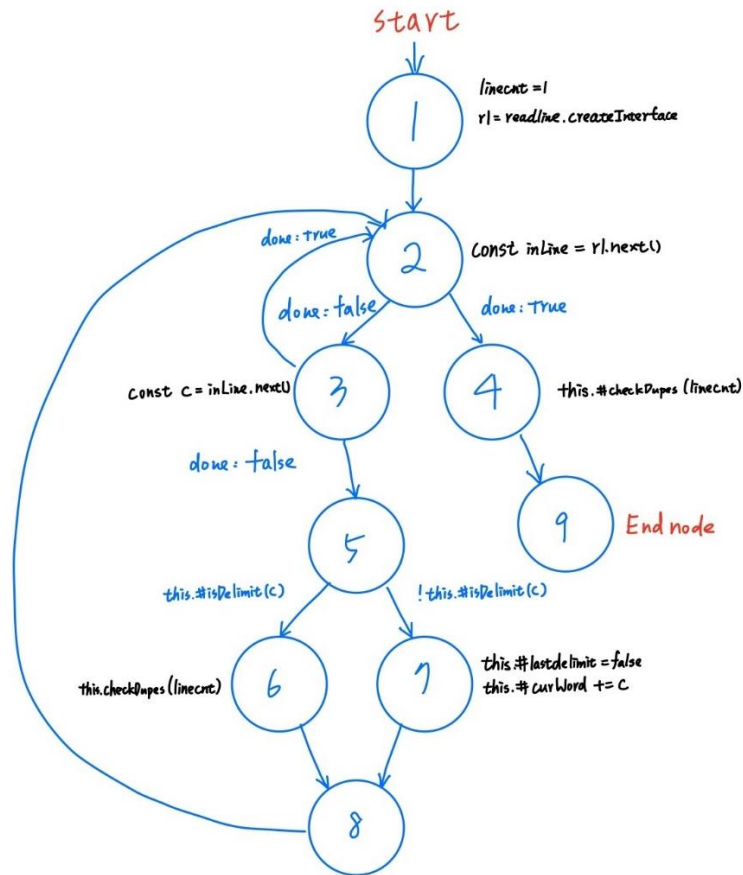 start
1
linecnt =1
rl= readline.createInterface
done: true
2
const inLine = rl.next()
done: false
done: true
const c = inLine.next()
3
4
this.#checkDupes (linecnt)
done: false
9
End node
5
this.#isDelimit(c)
!this.#isDelimit(c)
this.checkDupes (linecnt)
6
7
this.#lastdelimit = false
this.#curWord += c
8